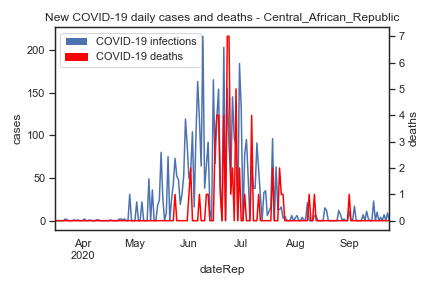 New COVID-19 daily cases and deaths - Central_African_Republic
COVID-19 infections
COVID-19 deaths
cases
200
150
100
50
0
7
6
5
4
3
2
1
0
deaths
Apr
2020
May
Jun
Jul
Aug
Sep
dateRep